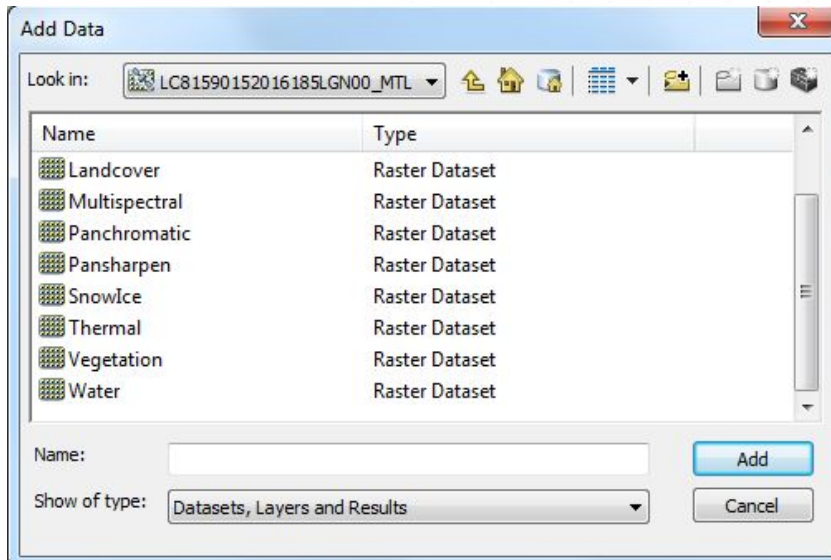 Add Data
Look in: LC81590152016185LGN00_MTL
Name Type
Landcover Raster Dataset
Multispectral Raster Dataset
Panchromatic Raster Dataset
Pansharpen Raster Dataset
SnowIce Raster Dataset
Thermal Raster Dataset
Vegetation Raster Dataset
Water Raster Dataset
Name: Add
Show of type: Datasets, Layers and Results Cancel